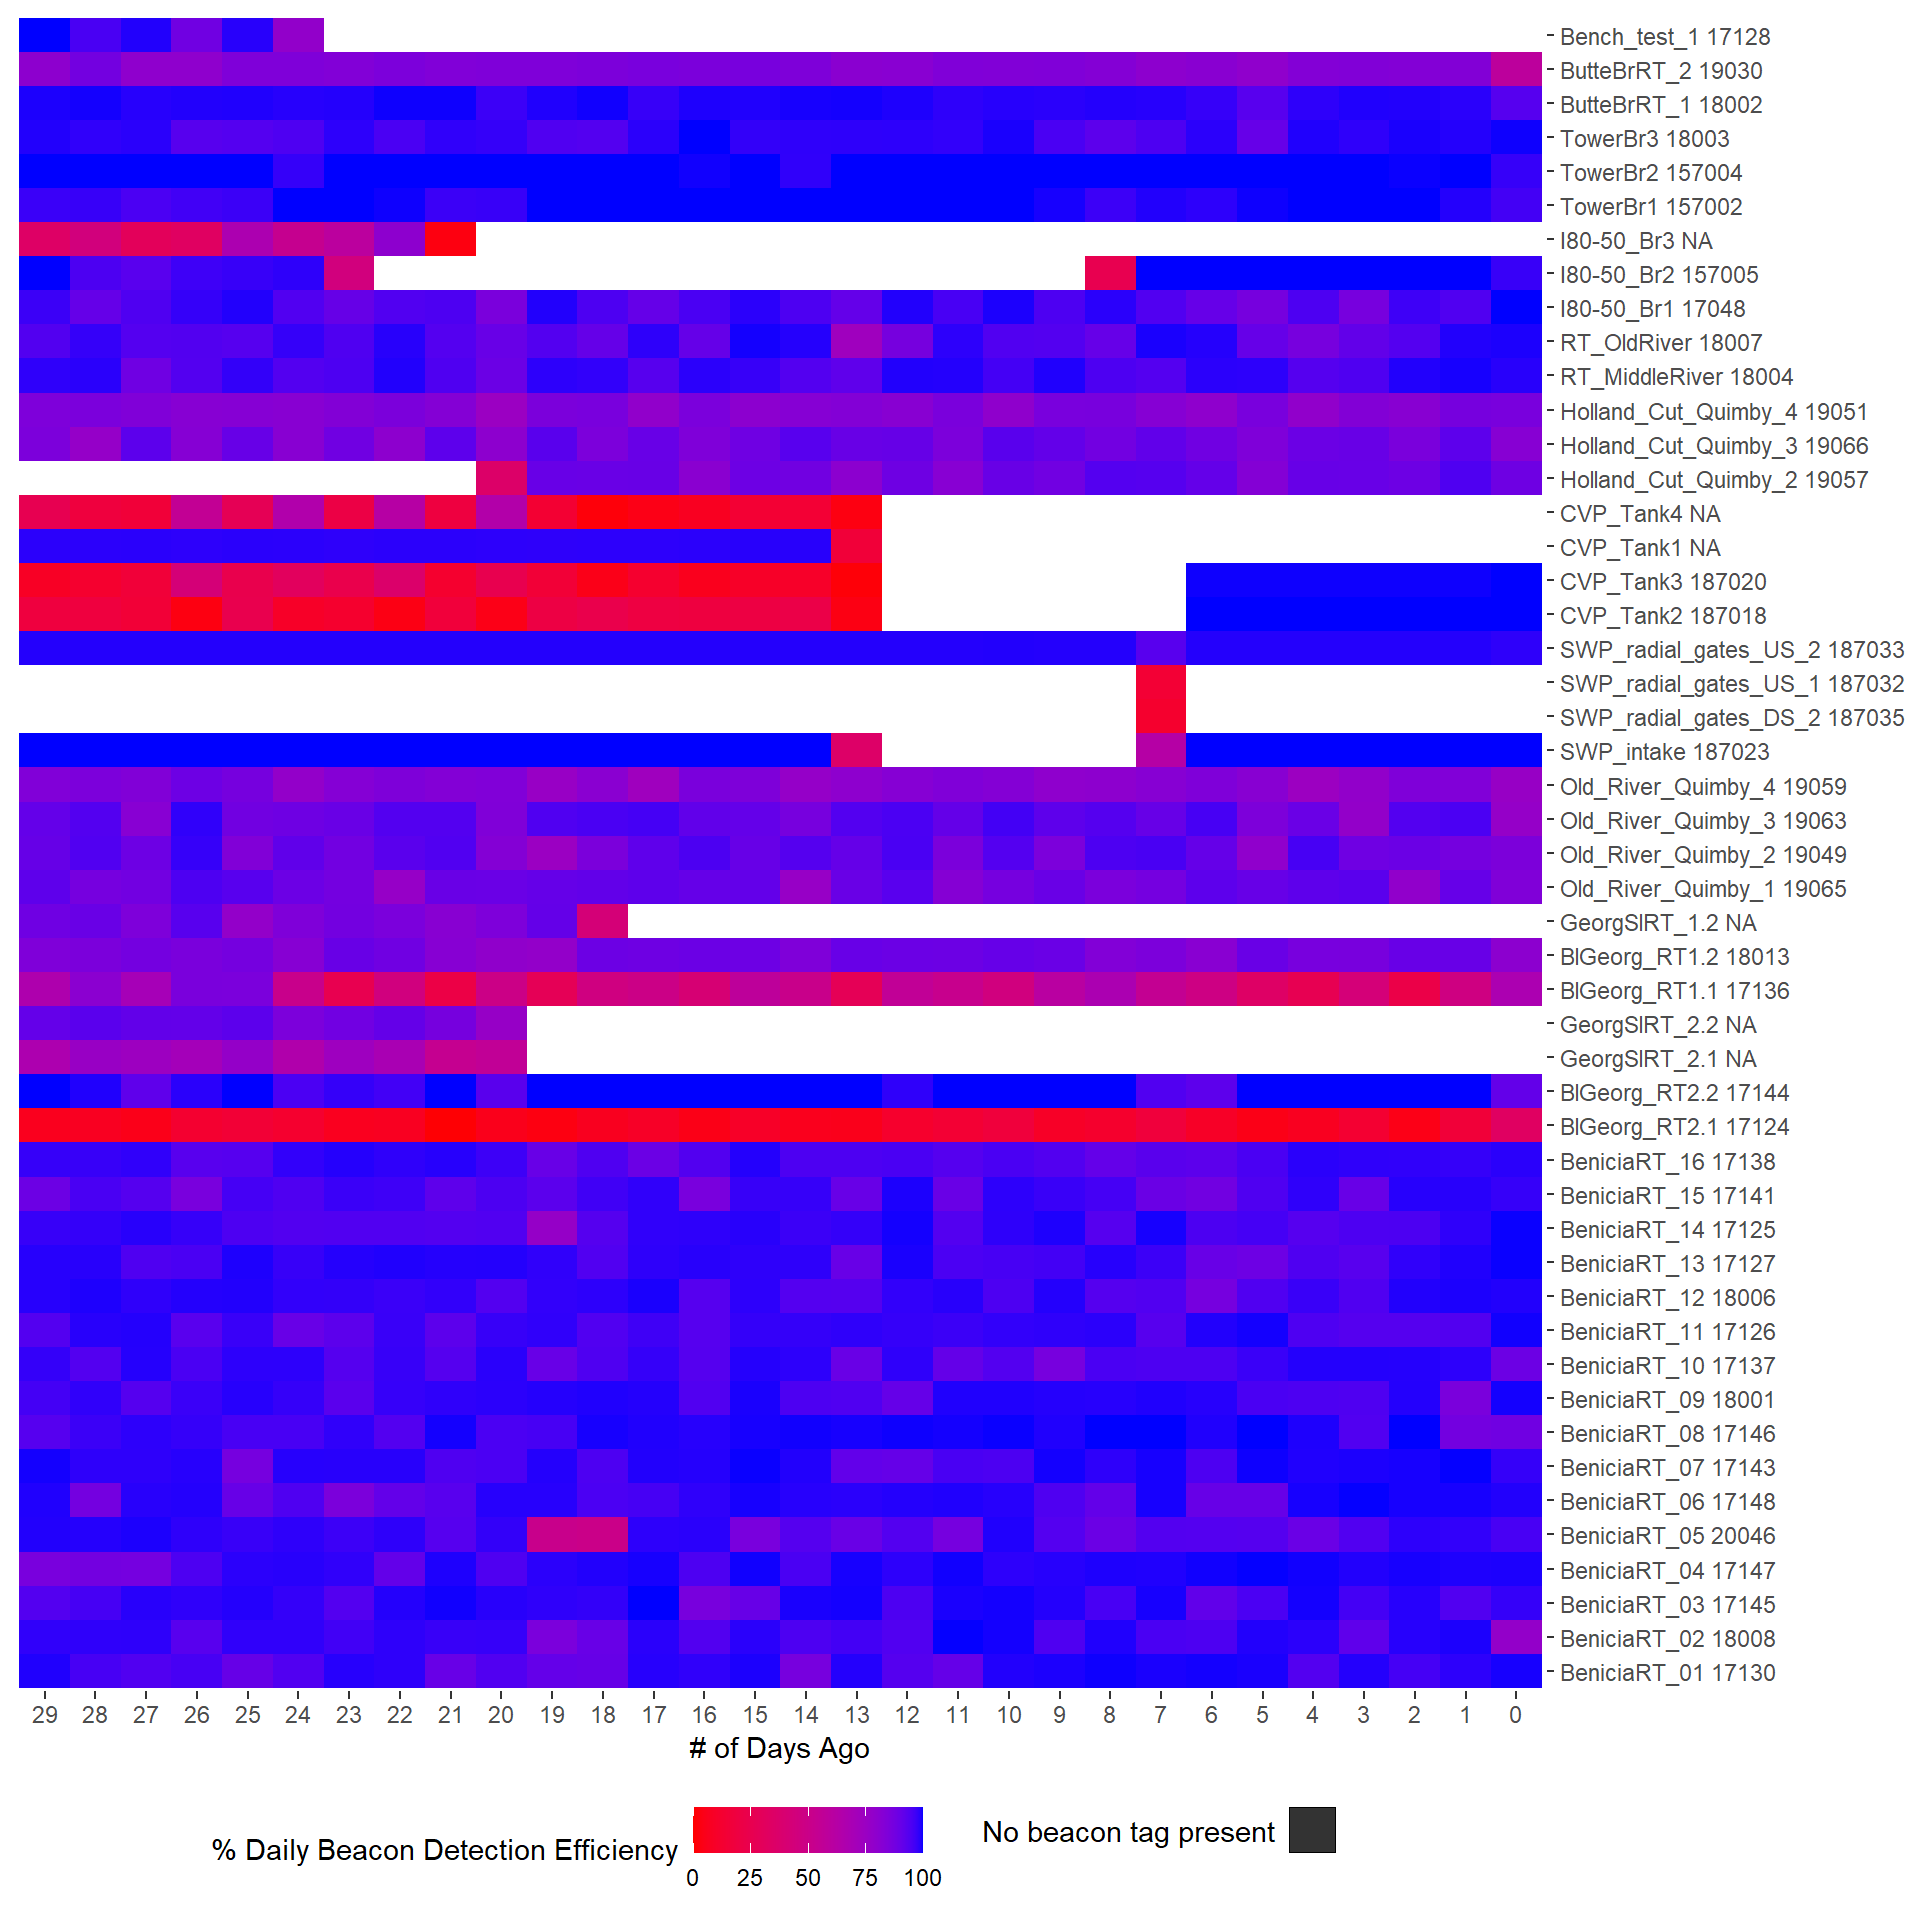 Bench_test_1 17128
ButteBrRT_2 19030
ButteBrRT_1 18002
TowerBr3 18003
TowerBr2 157004
TowerBr1 157002
I80-50_Br3 NA
I80-50_Br2 157005
I80-50_Br1 17048
RT_OldRiver 18007
RT_MiddleRiver 18004
Holland_Cut_Quimby_4 19051
Holland_Cut_Quimby_3 19066
Holland_Cut_Quimby_2 19057
CVP_Tank4 NA
CVP_Tank1 NA
CVP_Tank3 187020
CVP_Tank2 187018
SWP_radial_gates_US_2 187033
SWP_radial_gates_US_1 187032
SWP_radial_gates_DS_2 187035
SWP_intake 187023
Old_River_Quimby_4 19059
Old_River_Quimby_3 19063
Old_River_Quimby_2 19049
Old_River_Quimby_1 19065
GeorgSlRT_1.2 NA
BlGeorg_RT1.2 18013
BlGeorg_RT1.1 17136
GeorgSlRT_2.2 NA
GeorgSlRT_2.1 NA
BlGeorg_RT2.2 17144
BlGeorg_RT2.1 17124
BeniciaRT_16 17138
BeniciaRT_15 17141
BeniciaRT_14 17125
BeniciaRT_13 17127
BeniciaRT_12 18006
BeniciaRT_11 17126
BeniciaRT_10 17137
BeniciaRT_09 18001
BeniciaRT_08 17146
BeniciaRT_07 17143
BeniciaRT_06 17148
BeniciaRT_05 20046
BeniciaRT_04 17147
BeniciaRT_03 17145
BeniciaRT_02 18008
BeniciaRT_01 17130
29 28 27 26 25 24 23 22 21 20 19 18 17 16 15 14 13 12 11 10 9 8 7 6 5 4 3 2 1 0
# of Days Ago
% Daily Beacon Detection Efficiency
0 25 50 75 100
No beacon tag present